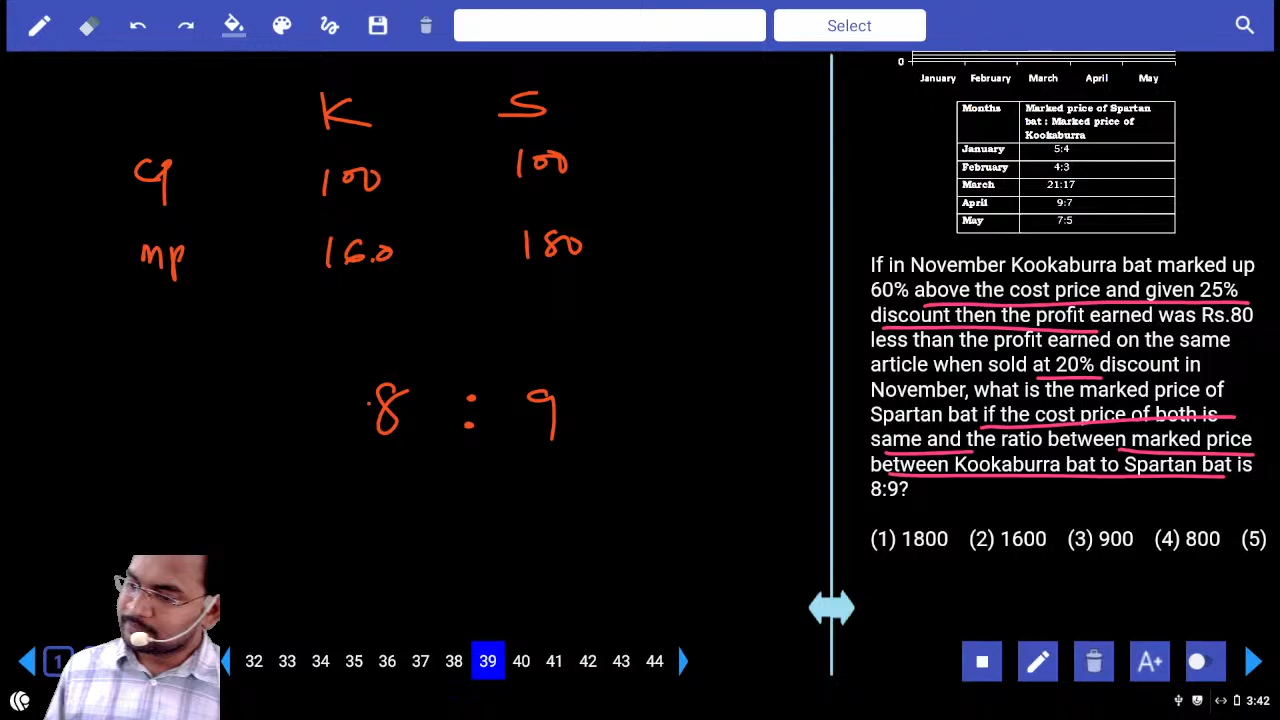 Select
0
January February March April May
Months Marked price of Spartan bat : Marked price of Kookaburra
January 5:4
February 4:3
March 21:17
April 9:7
May 7:5
K S
CP 100 100
MP 160 180
8 : 9
If in November Kookaburra bat marked up
60% above the cost price and given 25%
discount then the profit earned was Rs.80
less than the profit earned on the same
article when sold at 20% discount in
November, what is the marked price of
Spartan bat if the cost price of both is
same and the ratio between marked price
between Kookaburra bat to Spartan bat is
8:9?
(1) 1800 (2) 1600 (3) 900 (4) 800 (5)
1 32 33 34 35 36 37 38 39 40 41 42 43 44
A+
3:42